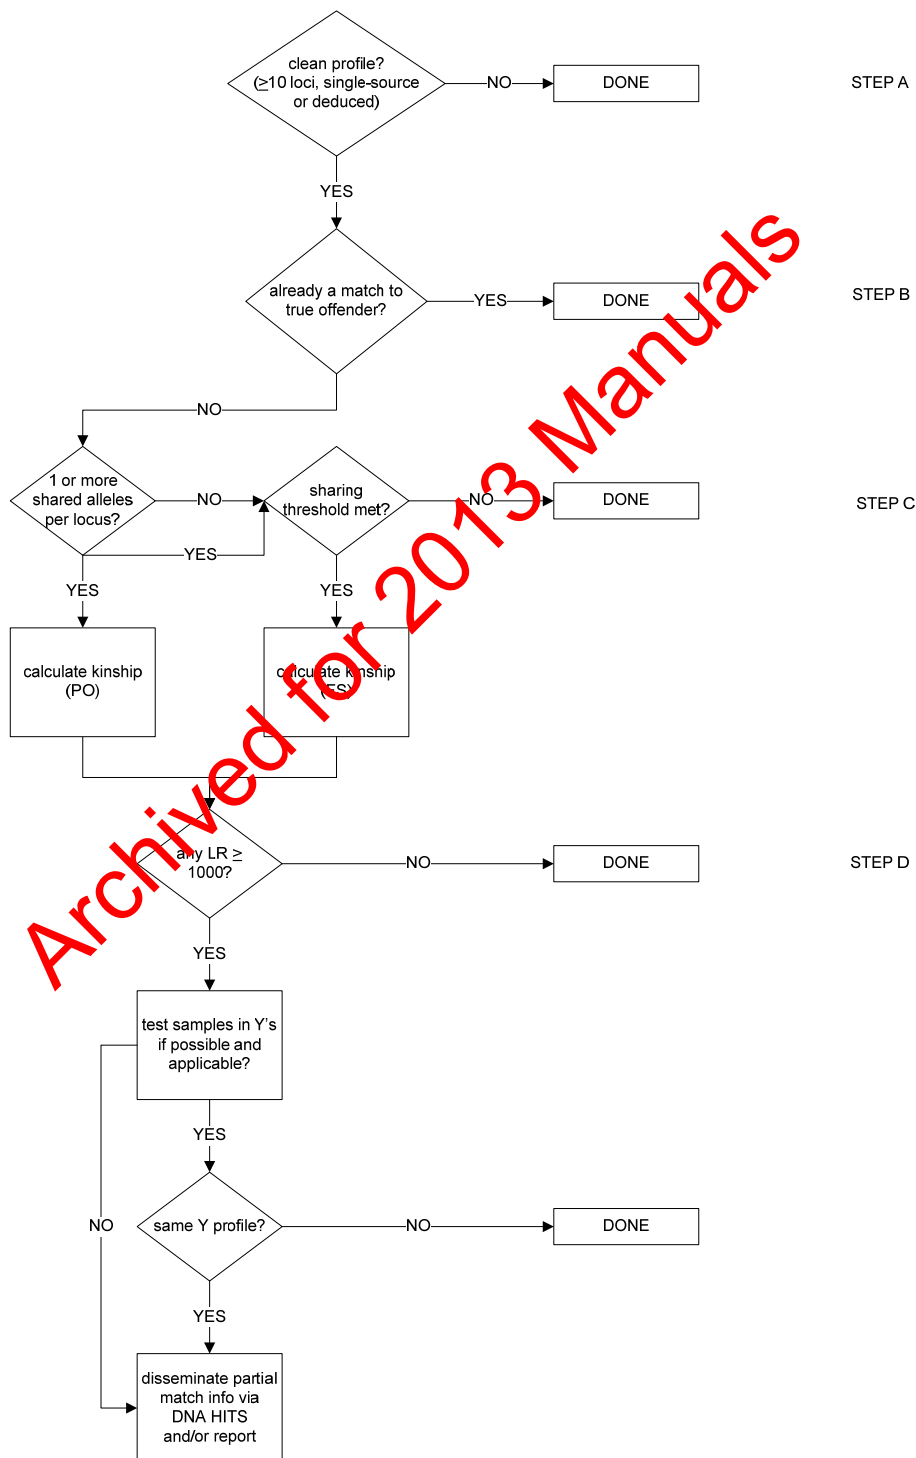 clean profile?
(≥10 loci, single-source
or deduced)
NO
DONE
STEP A
YES
already a match to
true offender?
YES
DONE
STEP B
NO
1 or more
shared alleles
per locus?
NO
sharing
threshold met?
NO
DONE
STEP C
YES
YES
YES
calculate kinship
(PO)
calculate kinship
(FS)
any LR ≥
1000?
NO
DONE
STEP D
YES
test samples in Y's
if possible and
applicable?
YES
NO
same Y profile?
NO
DONE
YES
disseminate partial
match info via
DNA HITS
and/or report
Archived for 2013 Manuals